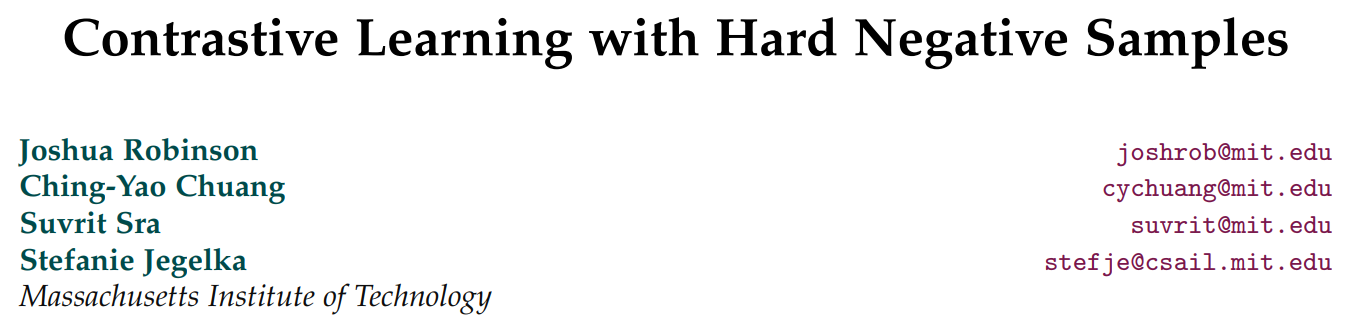 Contrastive Learning with Hard Negative Samples
Joshua Robinson joshrob@mit.edu
Ching-Yao Chuang cychuang@mit.edu
Suvrit Sra suvrit@mit.edu
Stefanie Jegelka stefje@csail.mit.edu
Massachusetts Institute of Technology